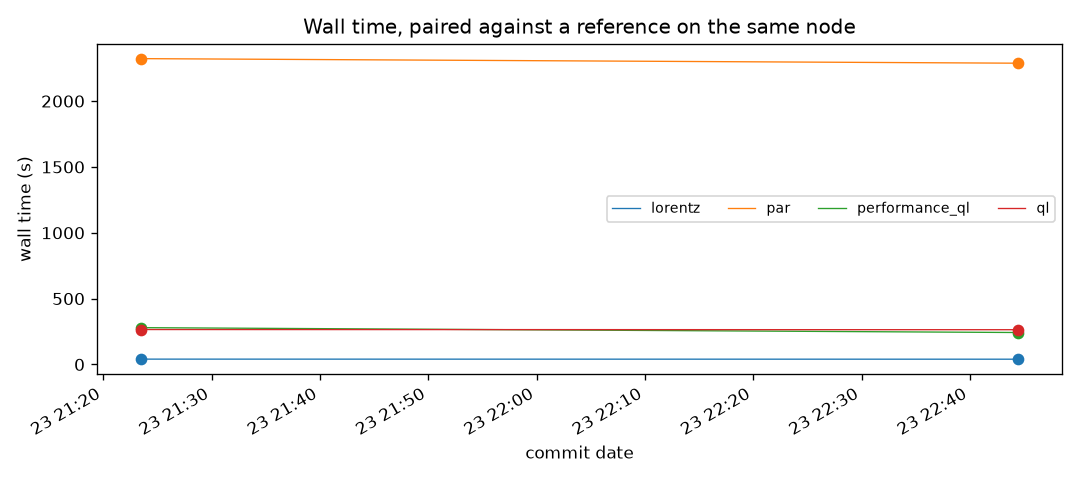 Wall time, paired against a reference on the same node
wall time (s)
2000
1500
1000
500
0
lorentz par performance_ql ql
23 21:20 23 21:30 23 21:40 23 21:50 23 22:00 23 22:10 23 22:20 23 22:30 23 22:40
commit date